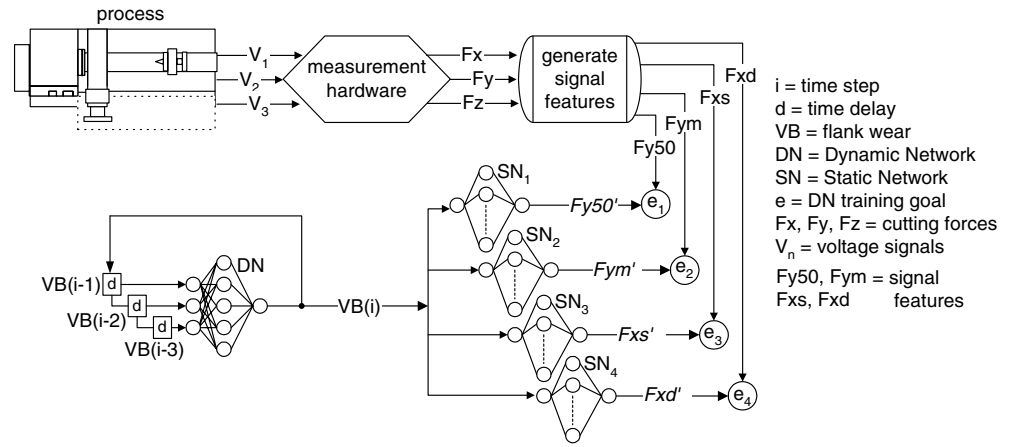 process
V1
V2
V3
measurement
hardware
Fx
Fy
Fz
generate
signal
features
Fxd
Fxs
Fym
Fy50
i = time step
d = time delay
VB = flank wear
DN = Dynamic Network
SN = Static Network
e = DN training goal
Fx, Fy, Fz = cutting forces
Vn = voltage signals
Fy50, Fym = signal
Fxs, Fxd features
SN1
Fy50'
e1
SN2
Fym'
e2
SN3
Fxs'
e3
SN4
Fxd'
e4
DN
VB(i-1) d
VB(i-2) d
VB(i-3) d
VB(i)